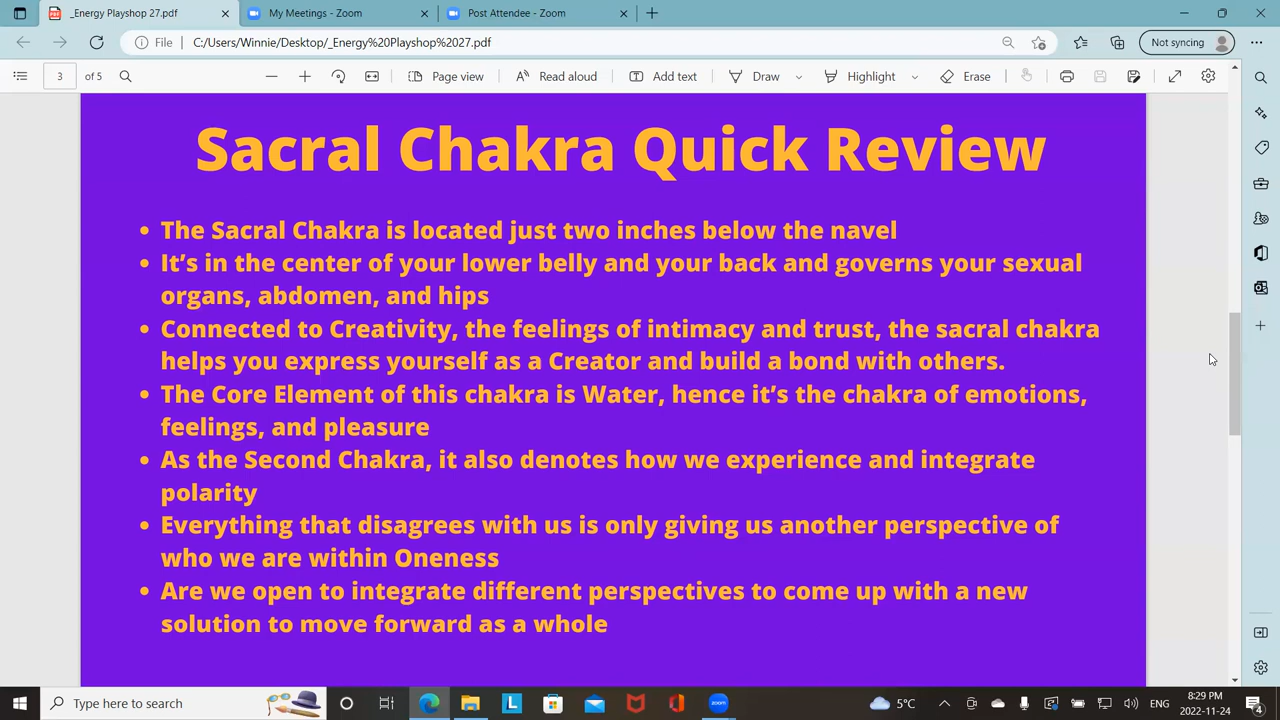 _Energy Playshop 27.pdf
My Meetings - Zoom
Post Attendee - Zoom
File
C:/Users/Winnie/Desktop/_Energy%20Playshop%2027.pdf
Not syncing
3 of 5
Page view
Read aloud
Add text
Draw
Highlight
Erase
Sacral Chakra Quick Review
• The Sacral Chakra is located just two inches below the navel
• It’s in the center of your lower belly and your back and governs your sexual
organs, abdomen, and hips
• Connected to Creativity, the feelings of intimacy and trust, the sacral chakra
helps you express yourself as a Creator and build a bond with others.
• The Core Element of this chakra is Water, hence it’s the chakra of emotions,
feelings, and pleasure
• As the Second Chakra, it also denotes how we experience and integrate
polarity
• Everything that disagrees with us is only giving us another perspective of
who we are within Oneness
• Are we open to integrate different perspectives to come up with a new
solution to move forward as a whole
Type here to search
L
zoom
5°C
ENG
8:29 PM
2022-11-24
4